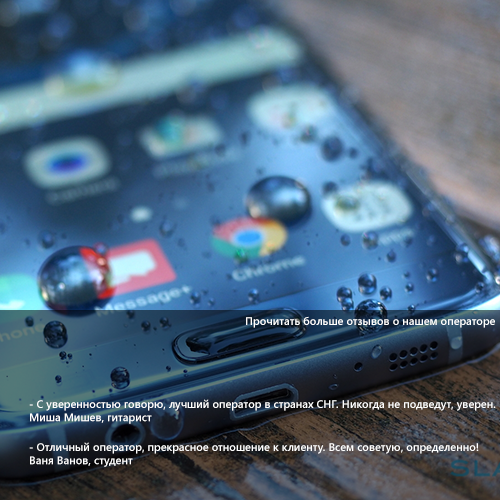 Message+
Chrome
Прочитать больше отзывов о нашем операторе
- С уверенностью говорю, лучший оператор в странах СНГ. Никогда не подведут, уверен.
Миша Мишев, гитарист
- Отличный оператор, прекрасное отношение к клиенту. Всем советую, определенно!
Ваня Ванов, студент